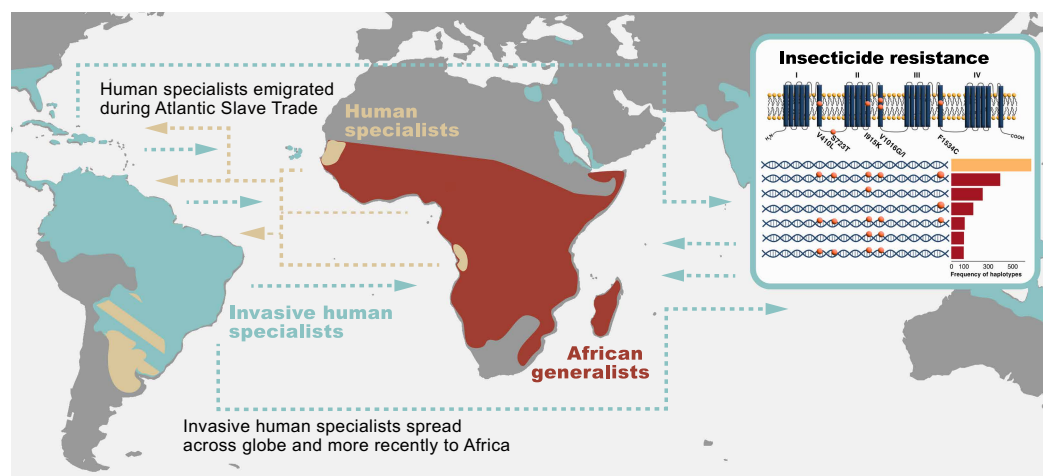 Human specialists emigrated
during Atlantic Slave Trade
Human
specialists
Invasive human
specialists
African
generalists
Invasive human specialists spread
across globe and more recently to Africa
Insecticide resistance
I II III IV
H₂N
COOH
V410L
S723T
I915K
V1016G/I
F1534C
0 100 300 500
Frequency of haplotypes